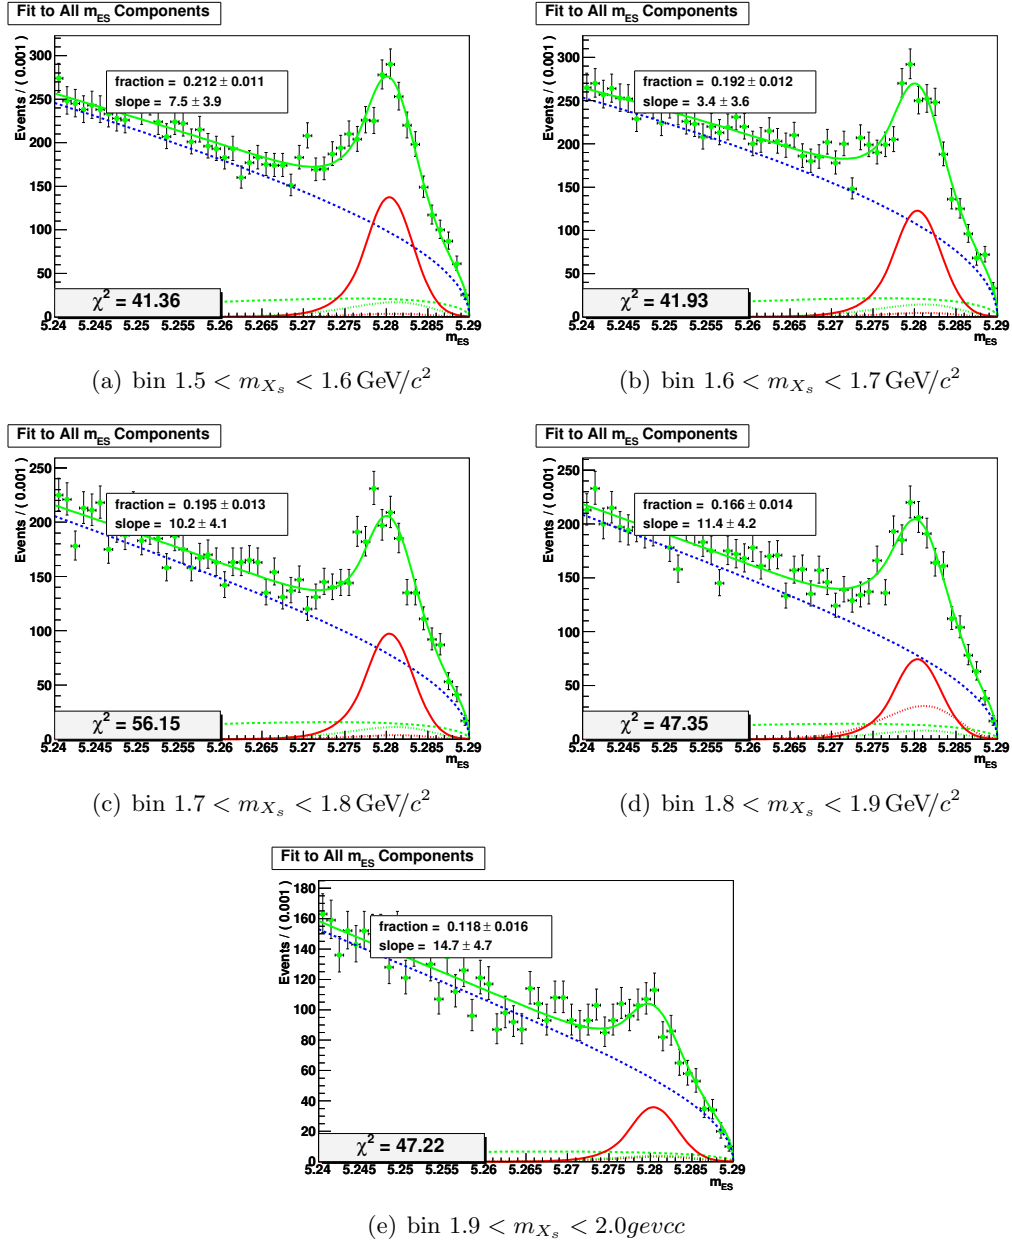 Fit to All m_ES Components
Events / ( 0.001 )
300
250
200
150
100
50
0
fraction = 0.212 ± 0.011
slope = 7.5 ± 3.9
χ² = 41.36
5.24 5.245 5.25 5.255 5.26 5.265 5.27 5.275 5.28 5.285 5.29
m_ES
(a) bin 1.5 < m_{X_s} < 1.6 GeV/c²
Fit to All m_ES Components
Events / ( 0.001 )
300
250
200
150
100
50
0
fraction = 0.192 ± 0.012
slope = 3.4 ± 3.6
χ² = 41.93
5.24 5.245 5.25 5.255 5.26 5.265 5.27 5.275 5.28 5.285 5.29
m_ES
(b) bin 1.6 < m_{X_s} < 1.7 GeV/c²
Fit to All m_ES Components
Events / ( 0.001 )
250
200
150
100
50
0
fraction = 0.195 ± 0.013
slope = 10.2 ± 4.1
χ² = 56.15
5.24 5.245 5.25 5.255 5.26 5.265 5.27 5.275 5.28 5.285 5.29
m_ES
(c) bin 1.7 < m_{X_s} < 1.8 GeV/c²
Fit to All m_ES Components
Events / ( 0.001 )
250
200
150
100
50
0
fraction = 0.166 ± 0.014
slope = 11.4 ± 4.2
χ² = 47.35
5.24 5.245 5.25 5.255 5.26 5.265 5.27 5.275 5.28 5.285 5.29
m_ES
(d) bin 1.8 < m_{X_s} < 1.9 GeV/c²
Fit to All m_ES Components
Events / ( 0.001 )
180
160
140
120
100
80
60
40
20
0
fraction = 0.118 ± 0.016
slope = 14.7 ± 4.7
χ² = 47.22
5.24 5.245 5.25 5.255 5.26 5.265 5.27 5.275 5.28 5.285 5.29
m_ES
(e) bin 1.9 < m_{X_s} < 2.0gevcc